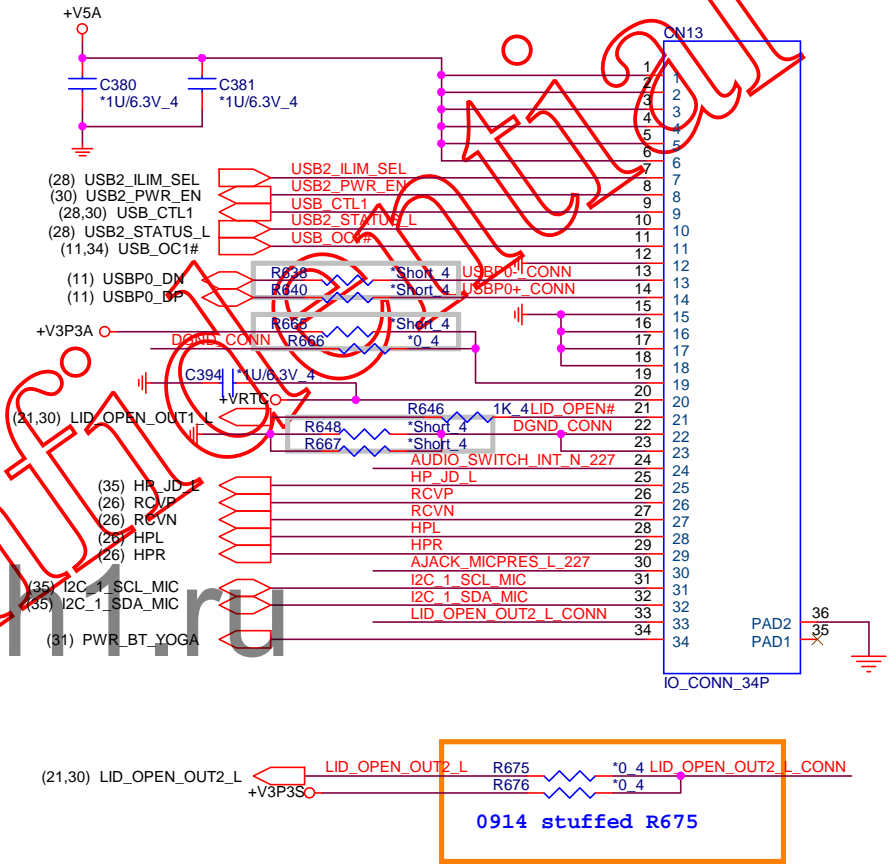 +V5A
CN13
C380
*1U/6.3V_4
C381
*1U/6.3V_4
1 1
2 2
3 3
4 4
5 5
6 6
(28) USB2_ILIM_SEL USB2_ILIM_SEL 7 7
(30) USB2_PWR_EN USB2_PWR_EN 8 8
(28,30) USB_CTL1 USB_CTL1 9 9
(28) USB2_STATUS_L USB2_STATUS_L 10 10
(11,34) USB_OC1# USB_OC1# 11 11
12 12
(11) USBP0_DN R638 *Short_4 USBP0-_CONN 13 13
(11) USBP0_DP R640 *Short_4 USBP0+_CONN 14 14
15 15
+V3P3A R665 *Short_4 16 16
DGND_CONN R666 *0_4 17 17
18 18
C394 *1U/6.3V_4 19 19
+VRTC 20 20
(21,30) LID_OPEN_OUT1_L R646 1K_4 LID_OPEN# 21 21
R648 *Short_4 DGND_CONN 22 22
R667 *Short_4 23 23
AUDIO_SWITCH_INT_N_227 24 24
(35) HP_JD_L HP_JD_L 25 25
(26) RCVP RCVP 26 26
(26) RCVN RCVN 27 27
(26) HPL HPL 28 28
(26) HPR HPR 29 29
AJACK_MICPRES_L_227 30 30
(35) I2C_1_SCL_MIC I2C_1_SCL_MIC 31 31
(35) I2C_1_SDA_MIC I2C_1_SDA_MIC 32 32
LID_OPEN_OUT2_L_CONN 33 33 PAD2 36
(31) PWR_BT_YOGA 34 34 PAD1 35
IO_CONN_34P
h1.ru
(21,30) LID_OPEN_OUT2_L LID_OPEN_OUT2_L R675 *0_4 LID_OPEN_OUT2_L_CONN
+V3P3S R676 *0_4
0914 stuffed R675